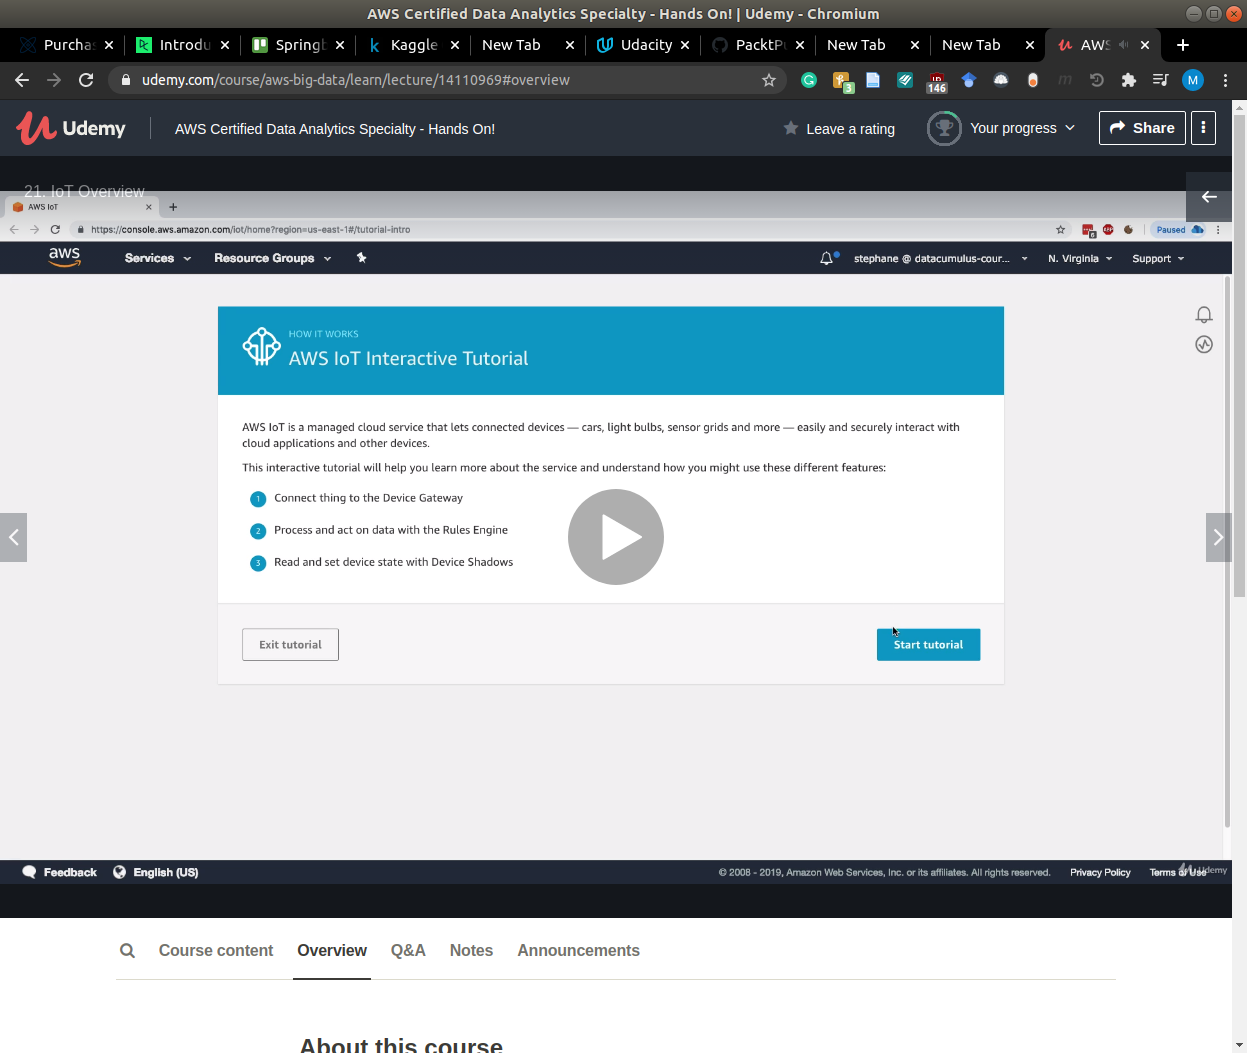 AWS Certified Data Analytics Specialty - Hands On! | Udemy - Chromium
Purcha
Introdu
Springb
Kaggle
New Tab
Udacity
PacktP
New Tab
New Tab
AWS
udemy.com/course/aws-big-data/learn/lecture/14110969#overview
3
146
m
M
Udemy
AWS Certified Data Analytics Specialty - Hands On!
Leave a rating
Your progress
Share
21. IoT Overview
AWS IoT
https://console.aws.amazon.com/iot/home?region=us-east-1#/tutorial-intro
Paused
aws
Services
Resource Groups
stephane @ datacumulus-cour...
N. Virginia
Support
HOW IT WORKS
AWS IoT Interactive Tutorial
AWS IoT is a managed cloud service that lets connected devices — cars, light bulbs, sensor grids and more — easily and securely interact with
cloud applications and other devices.
This interactive tutorial will help you learn more about the service and understand how you might use these different features:
1 Connect thing to the Device Gateway
2 Process and act on data with the Rules Engine
3 Read and set device state with Device Shadows
Exit tutorial
Start tutorial
Feedback
English (US)
© 2008 - 2019, Amazon Web Services, Inc. or its affiliates. All rights reserved.
Privacy Policy
Terms of Use
Udemy
Course content
Overview
Q&A
Notes
Announcements
About this course